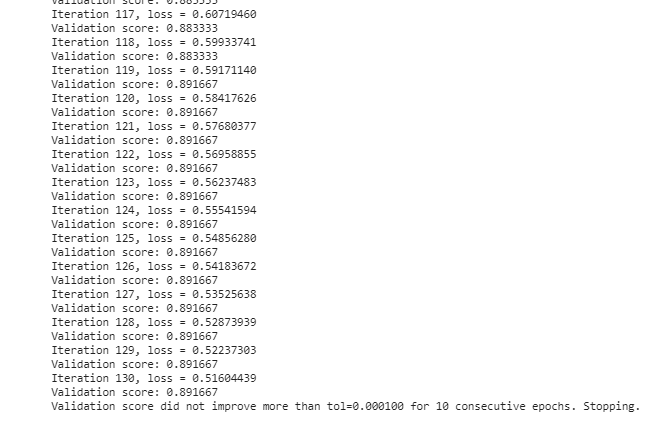 Validation score: 0.883333
Iteration 117, loss = 0.60719460
Validation score: 0.883333
Iteration 118, loss = 0.59933741
Validation score: 0.883333
Iteration 119, loss = 0.59171140
Validation score: 0.891667
Iteration 120, loss = 0.58417626
Validation score: 0.891667
Iteration 121, loss = 0.57680377
Validation score: 0.891667
Iteration 122, loss = 0.56958855
Validation score: 0.891667
Iteration 123, loss = 0.56237483
Validation score: 0.891667
Iteration 124, loss = 0.55541594
Validation score: 0.891667
Iteration 125, loss = 0.54856280
Validation score: 0.891667
Iteration 126, loss = 0.54183672
Validation score: 0.891667
Iteration 127, loss = 0.53525638
Validation score: 0.891667
Iteration 128, loss = 0.52873939
Validation score: 0.891667
Iteration 129, loss = 0.52237303
Validation score: 0.891667
Iteration 130, loss = 0.51604439
Validation score: 0.891667
Validation score did not improve more than tol=0.000100 for 10 consecutive epochs. Stopping.